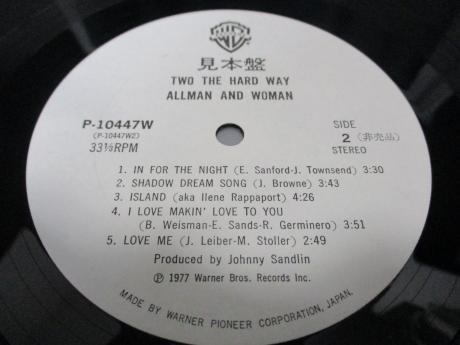 見本盤
TWO THE HARD WAY
ALLMAN AND WOMAN
P-10447W
(P-10447W2)
33⅓RPM
SIDE
2 (非売品)
STEREO
1. IN FOR THE NIGHT (E. Sanford-J. Townsend) 3:30
2. SHADOW DREAM SONG (J. Browne) 3:43
3. ISLAND (aka Ilene Rappaport) 4:26
4. I LOVE MAKIN' LOVE TO YOU
(B. Weisman-E. Sands-R. Germinero) 3:51
5. LOVE ME (J. Leiber-M. Stoller) 2:49
Produced by Johnny Sandlin
Ⓟ 1977 Warner Bros. Records Inc.
MADE BY WARNER PIONEER CORPORATION, JAPAN.